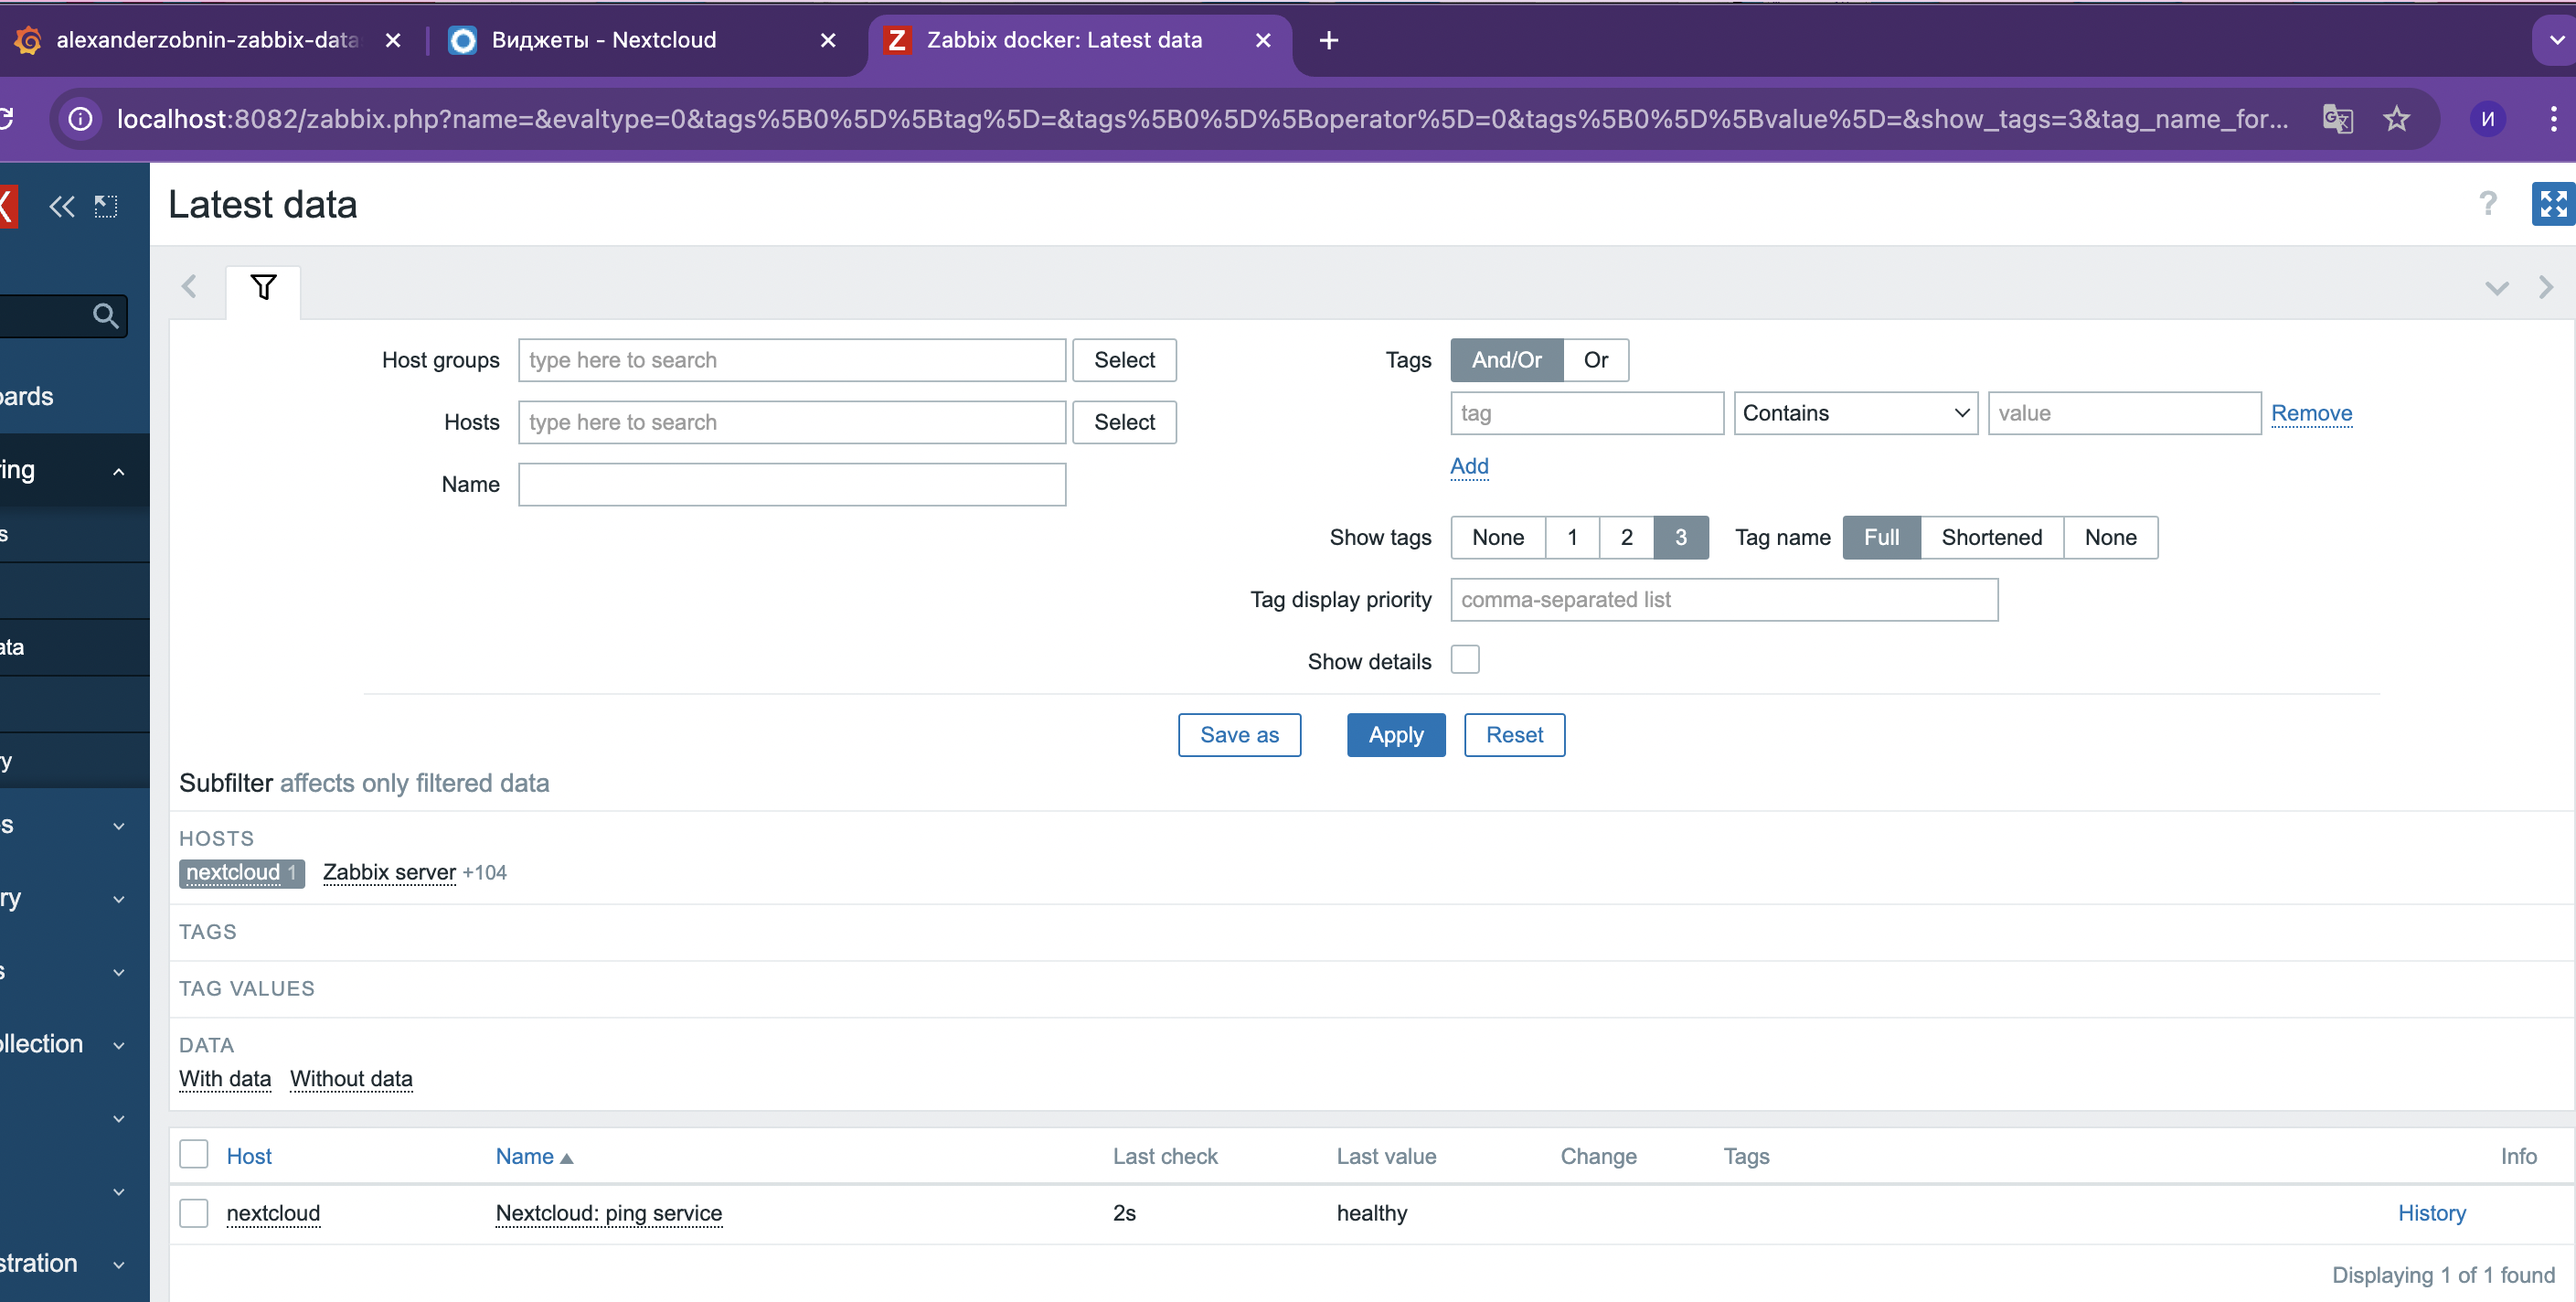 alexanderzobnin-zabbix-data
Виджеты - Nextcloud
Zabbix docker: Latest data
localhost:8082/zabbix.php?name=&evaltype=0&tags%5B0%5D%5Btag%5D=&tags%5B0%5D%5Boperator%5D=0&tags%5B0%5D%5Bvalue%5D=&show_tags=3&tag_name_for...
И
Latest data
?
Host groups type here to search Select
Hosts type here to search Select
Name
Tags And/Or Or
tag Contains value Remove
Add
Show tags None 1 2 3 Tag name Full Shortened None
Tag display priority comma-separated list
Show details
Save as Apply Reset
Subfilter affects only filtered data
HOSTS
nextcloud 1 Zabbix server +104
TAGS
TAG VALUES
DATA
With data Without data
Host Name Last check Last value Change Tags Info
nextcloud Nextcloud: ping service 2s healthy History
Displaying 1 of 1 found
oards
ring
s
ata
y
s
ry
s
ollection
stration